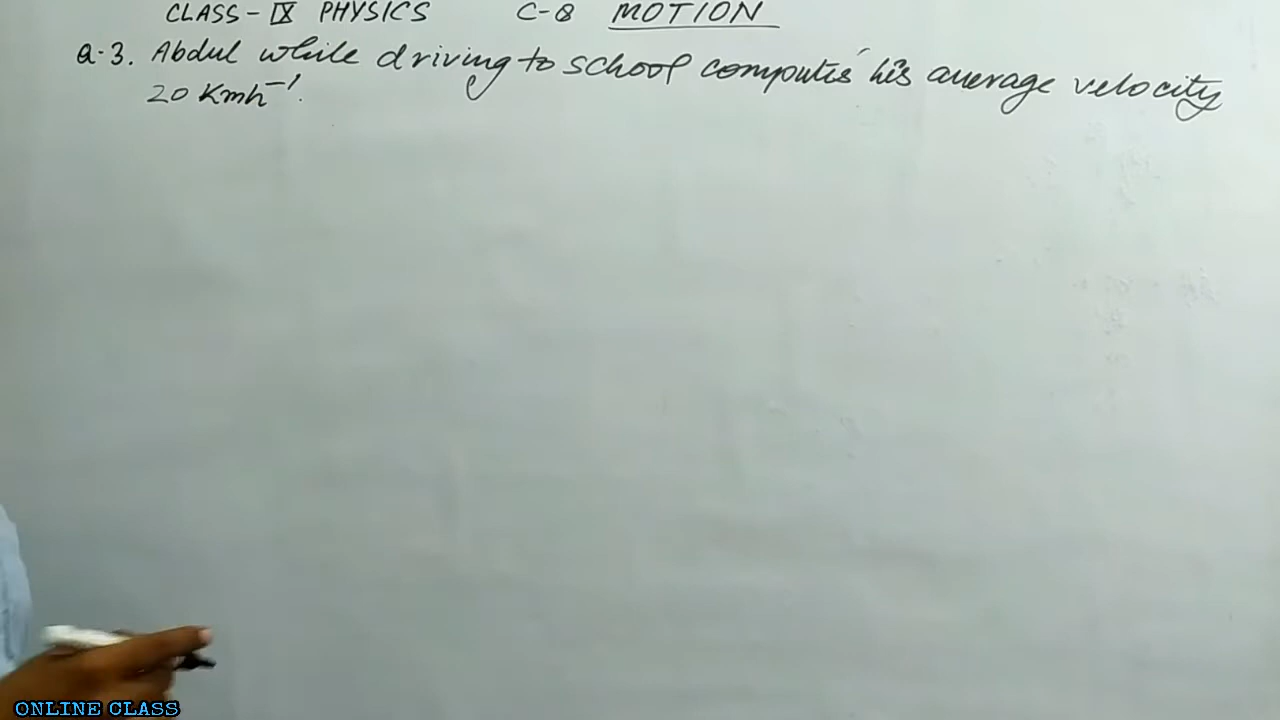 CLASS - IX PHYSICS C-8 MOTION
Q-3. Abdul while driving to school computes his average velocity
20 Kmh⁻¹.
ONLINE CLASS